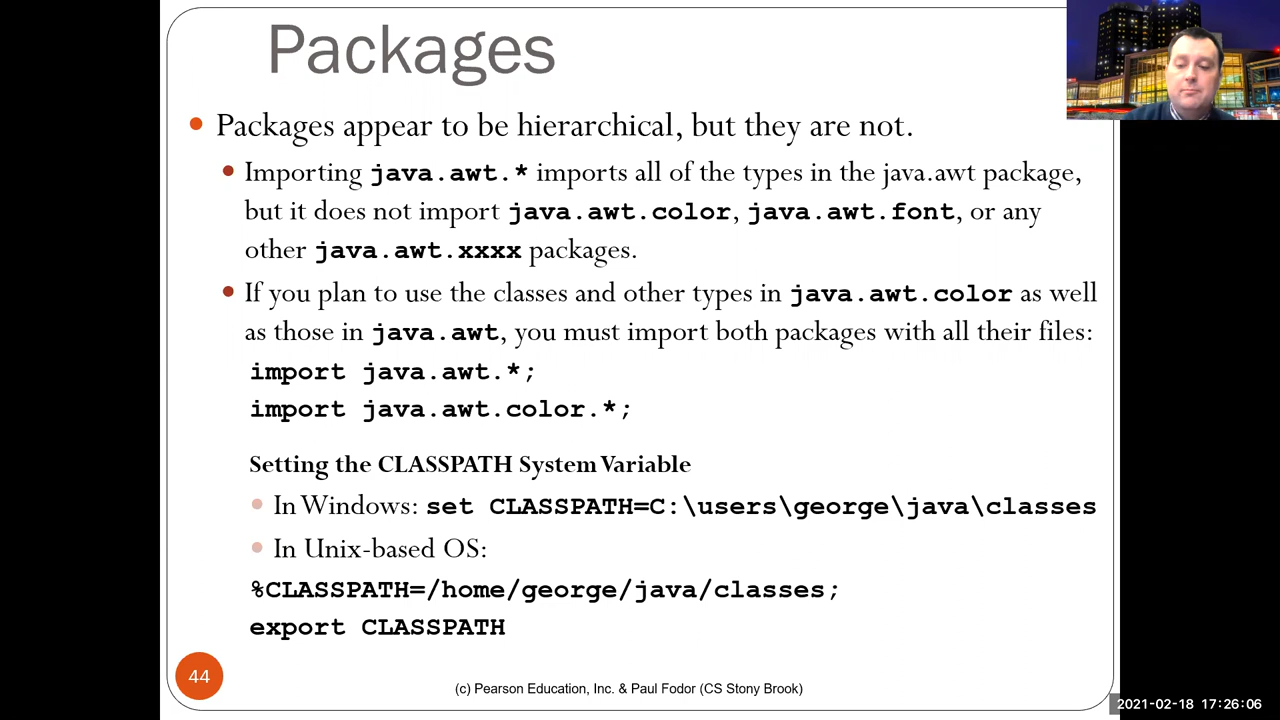 Packages
• Packages appear to be hierarchical, but they are not.
• Importing java.awt.* imports all of the types in the java.awt package,
but it does not import java.awt.color, java.awt.font, or any
other java.awt.xxxx packages.
• If you plan to use the classes and other types in java.awt.color as well
as those in java.awt, you must import both packages with all their files:
import java.awt.*;
import java.awt.color.*;
Setting the CLASSPATH System Variable
• In Windows: set CLASSPATH=C:\users\george\java\classes
• In Unix-based OS:
%CLASSPATH=/home/george/java/classes;
export CLASSPATH
44
(c) Pearson Education, Inc. & Paul Fodor (CS Stony Brook)
2021-02-18 17:26:06